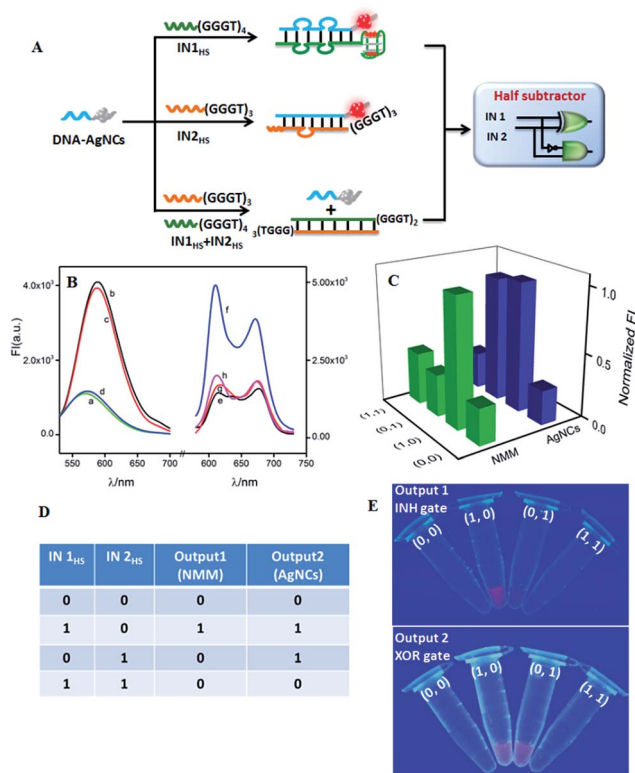 A
(GGGT)4
IN1HS
(GGGT)3
IN2HS
(GGGT)3
DNA-AgNCs
(GGGT)3
(GGGT)4
IN1HS+IN2HS
+
3(TGGG)
(GGGT)2
Half subtractor
IN 1
IN 2
B
4.0x10³
2.0x10³
0.0
FI(a.u.)
b
c
d
a
530 560 600 650 700
λ/nm
f
h
g
e
5.00x10³
2.50x10³
0.00
600 650 700 730
λ/nm
C
1.0
0.5
0.0
Normalized FI
(1,1)
(0,1)
(1,0)
(0,0)
NMM
AgNCs
D
IN 1HS IN 2HS Output1 (NMM) Output2 (AgNCs)
0 0 0 0
1 0 1 1
0 1 0 1
1 1 0 0
E
Output 1
INH gate
(0, 0)
(1, 0)
(0, 1)
(1, 1)
Output 2
XOR gate
(0, 0)
(1, 0)
(0, 1)
(1, 1)